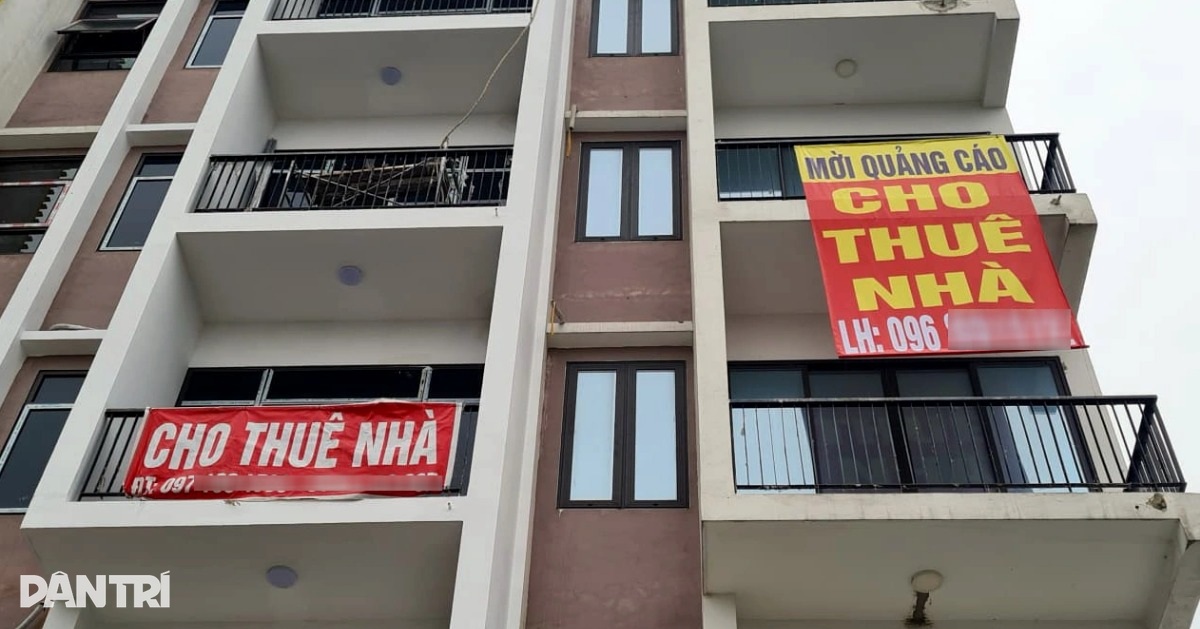 MỜI QUẢNG CÁO
CHO
THUÊ
NHÀ
LH: 096
CHO THUÊ NHÀ
ĐT: 097
DÂN TRÍ